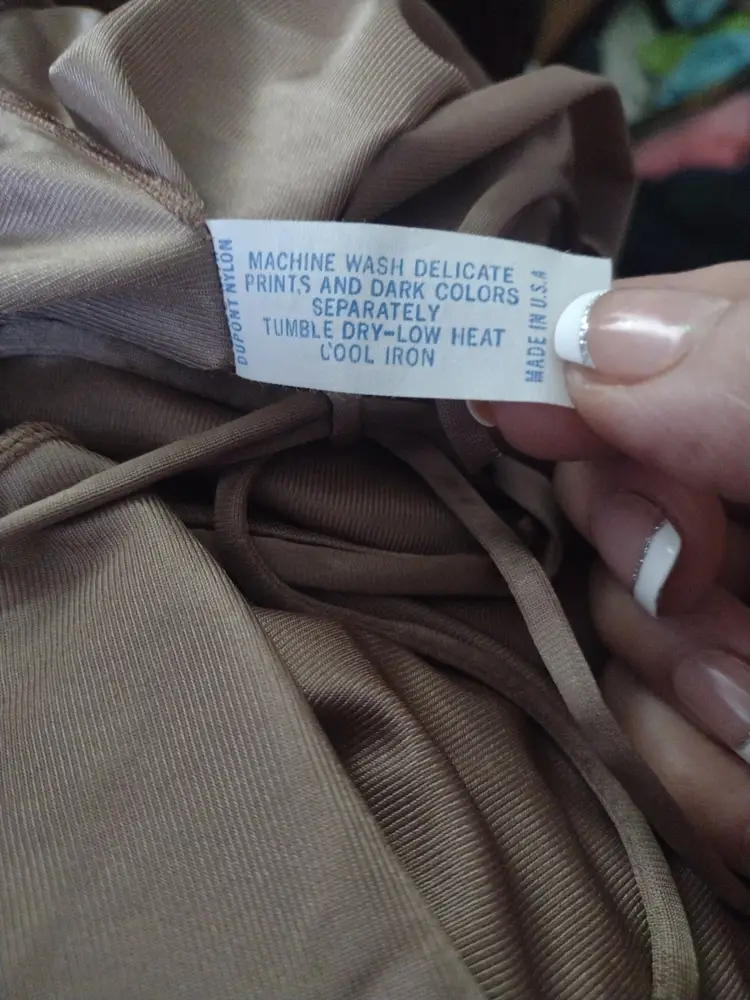 DUPONT NYLON
MACHINE WASH DELICATE
PRINTS AND DARK COLORS
SEPARATELY
TUMBLE DRY-LOW HEAT
COOL IRON
MADE IN U.S.A